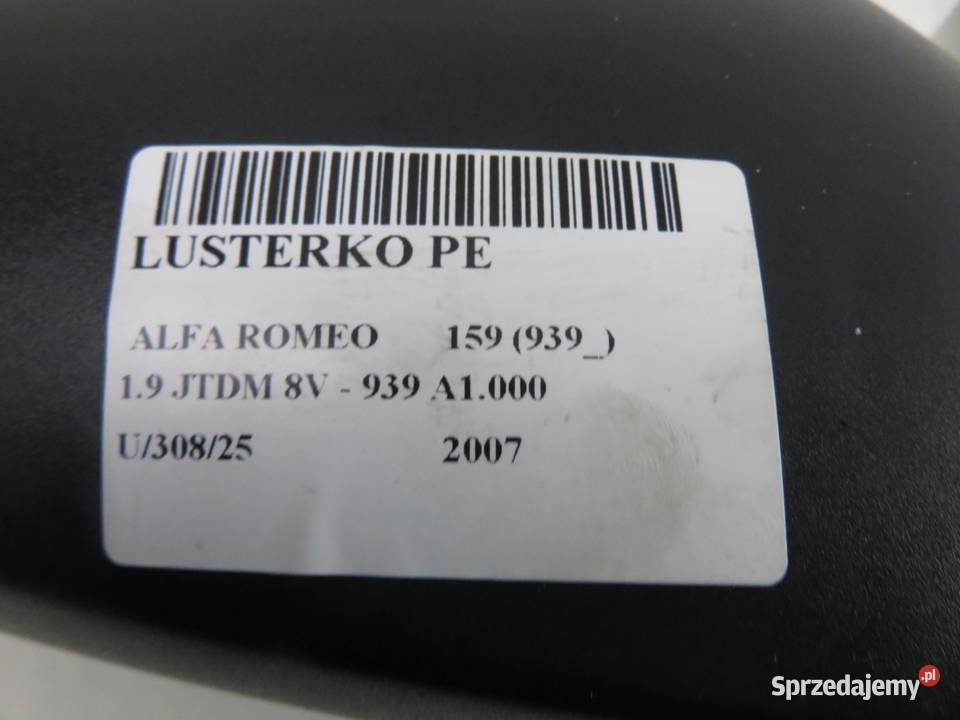 LUSTERKO PE
ALFA ROMEO 159 (939_)
1.9 JTDM 8V - 939 A1.000
U/308/25 2007
Sprzedajemy.pl